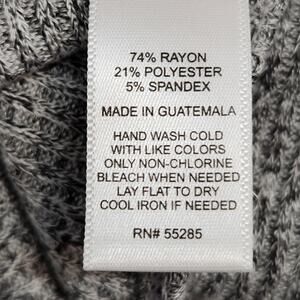 74% RAYON
21% POLYESTER
5% SPANDEX
MADE IN GUATEMALA
HAND WASH COLD
WITH LIKE COLORS
ONLY NON-CHLORINE
BLEACH WHEN NEEDED
LAY FLAT TO DRY
COOL IRON IF NEEDED
RN# 55285